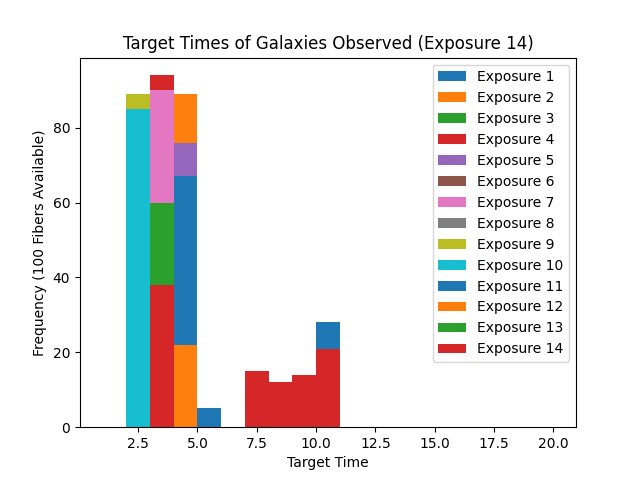 Target Times of Galaxies Observed (Exposure 14)
Frequency (100 Fibers Available)
80
60
40
20
0
2.5 5.0 7.5 10.0 12.5 15.0 17.5 20.0
Target Time
Exposure 1
Exposure 2
Exposure 3
Exposure 4
Exposure 5
Exposure 6
Exposure 7
Exposure 8
Exposure 9
Exposure 10
Exposure 11
Exposure 12
Exposure 13
Exposure 14